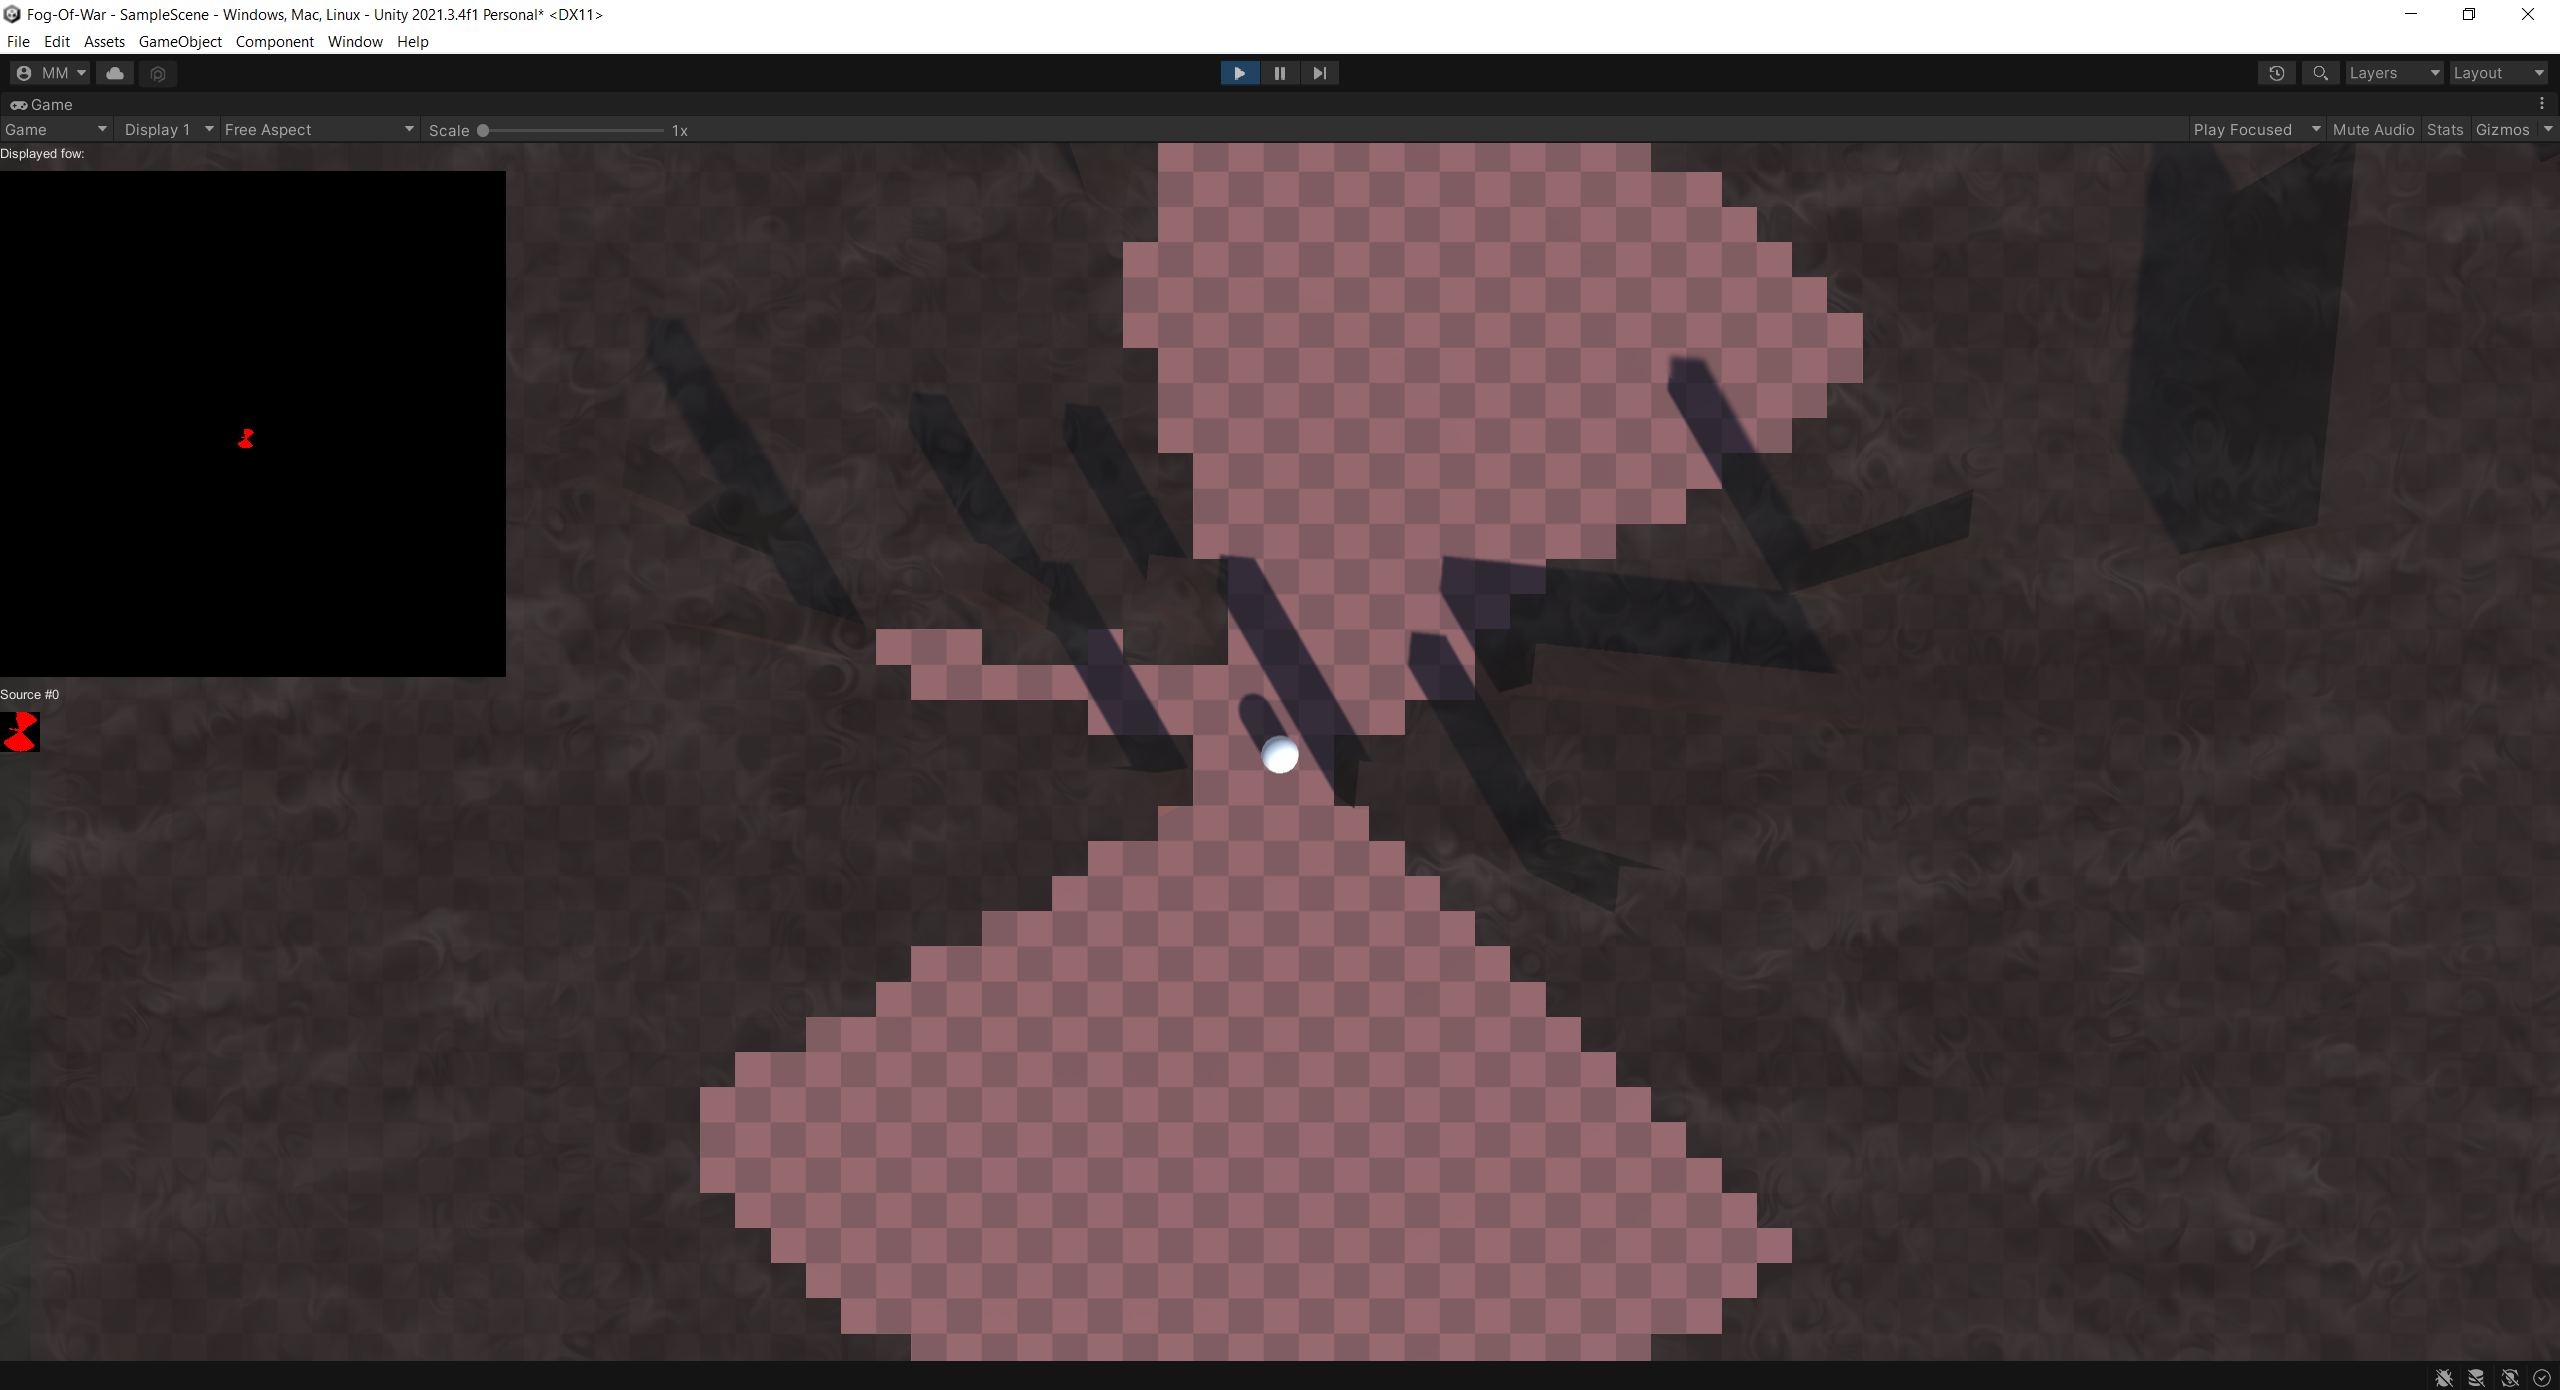 Fog-Of-War - SampleScene - Windows, Mac, Linux - Unity 2021.3.4f1 Personal* <DX11>
File Edit Assets GameObject Component Window Help
MM Layers Layout
Game
Game Display 1 Free Aspect Scale 1x Play Focused Mute Audio Stats Gizmos
Displayed fow:
Source #0